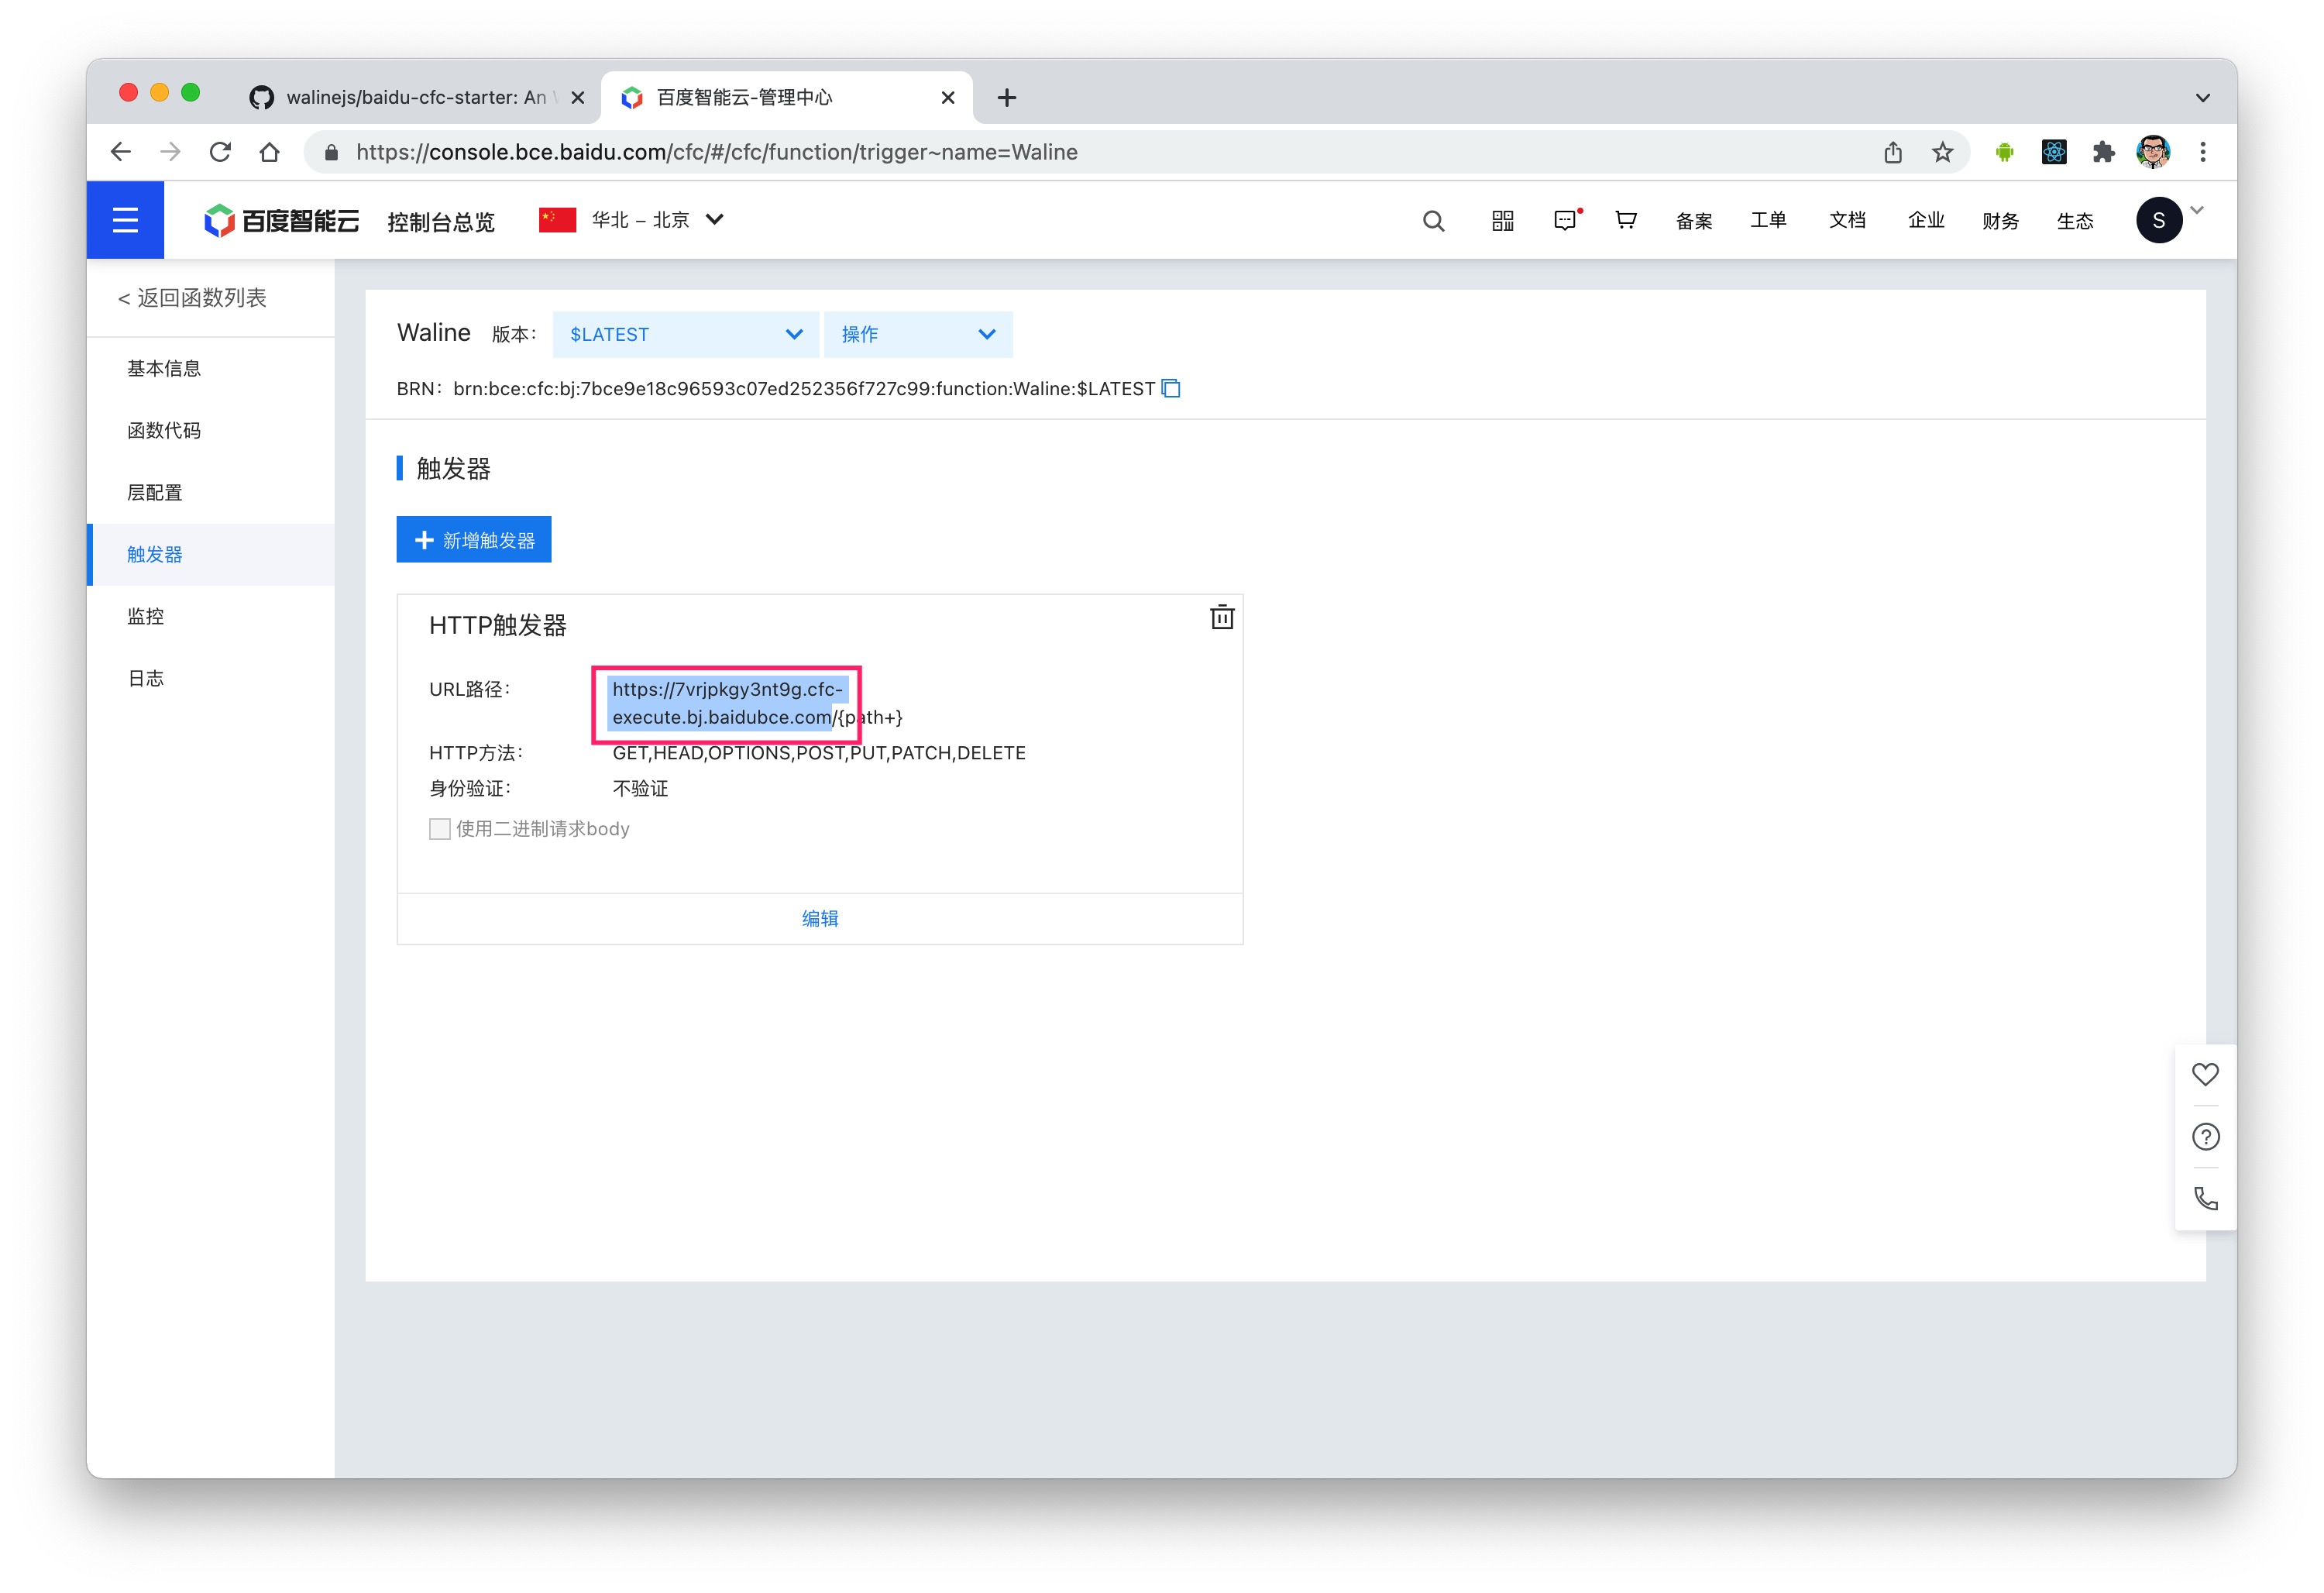 walinejs/baidu-cfc-starter: An
百度智能云-管理中心
https://console.bce.baidu.com/cfc/#/cfc/function/trigger~name=Waline
百度智能云 控制台总览 华北 – 北京 备案 工单 文档 企业 财务 生态 S
< 返回函数列表
基本信息
函数代码
层配置
触发器
监控
日志
Waline 版本: $LATEST 操作
BRN: brn:bce:cfc:bj:7bce9e18c96593c07ed252356f727c99:function:Waline:$LATEST
触发器
新增触发器
HTTP触发器
URL路径: https://7vrjpkgy3nt9g.cfc-
execute.bj.baidubce.com/{path+}
HTTP方法: GET,HEAD,OPTIONS,POST,PUT,PATCH,DELETE
身份验证: 不验证
使用二进制请求body
编辑